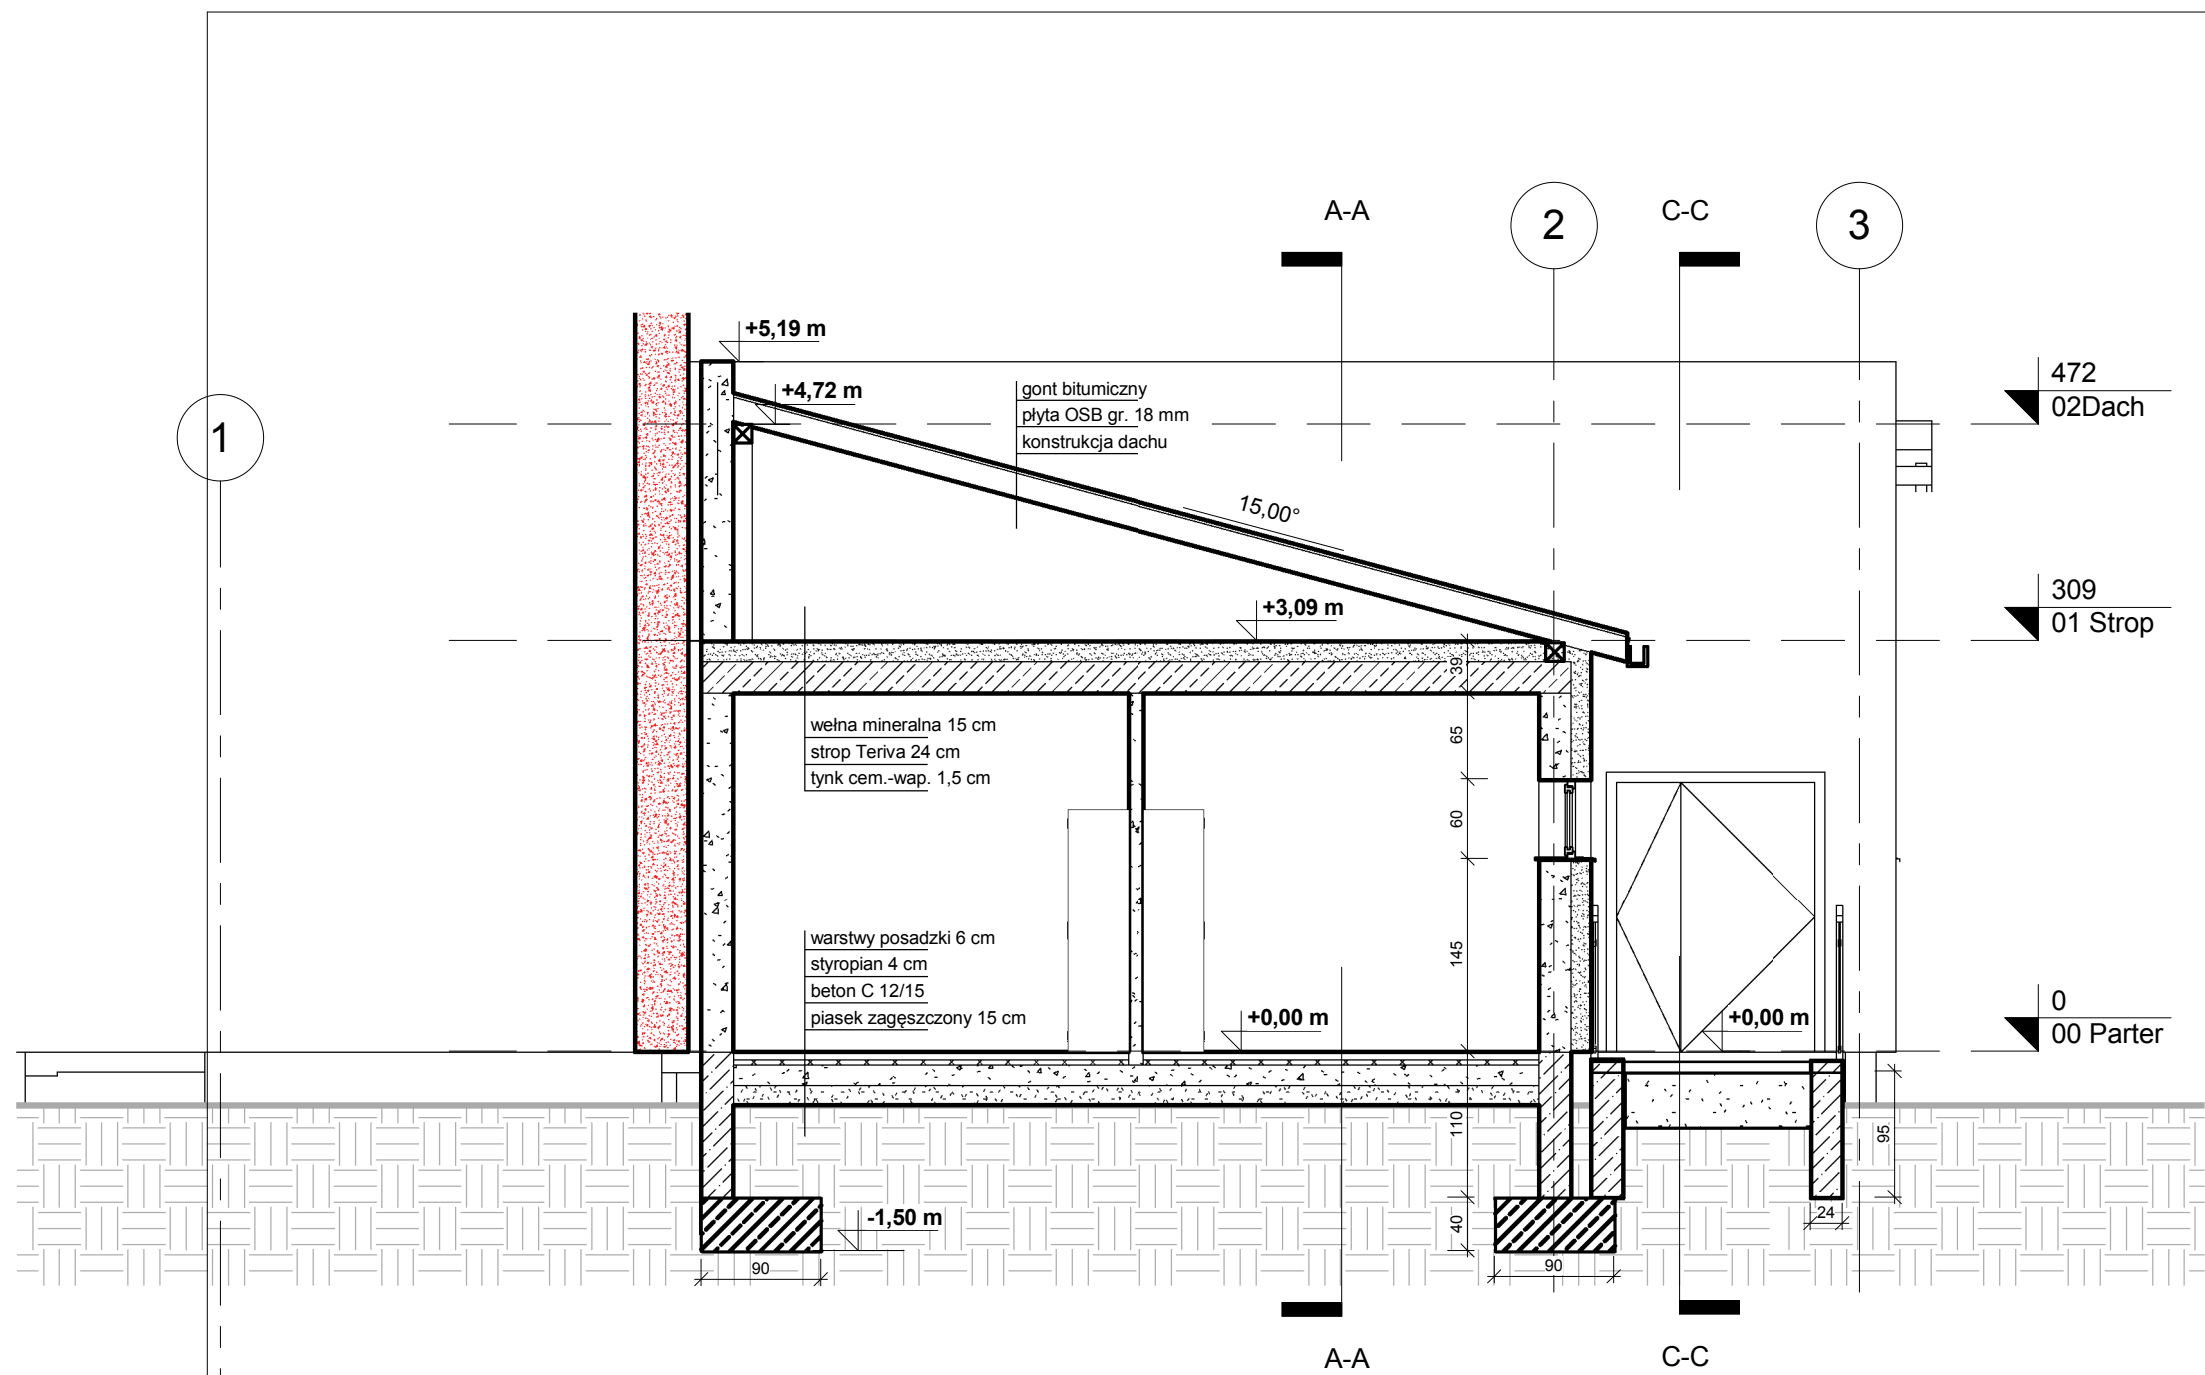 A-A
2
C-C
3
+5,19 m
472
02Dach
+4,72 m
gont bitumiczny
płyta OSB gr. 18 mm
konstrukcja dachu
1
15,00°
+3,09 m
309
01 Strop
39
wełna mineralna 15 cm
strop Teriva 24 cm
tynk cem.-wap. 1,5 cm
65
60
145
warstwy posadzki 6 cm
styropian 4 cm
beton C 12/15
piasek zagęszczony 15 cm
+0,00 m
+0,00 m
0
00 Parter
110
95
-1,50 m
40
24
90
90
A-A
C-C